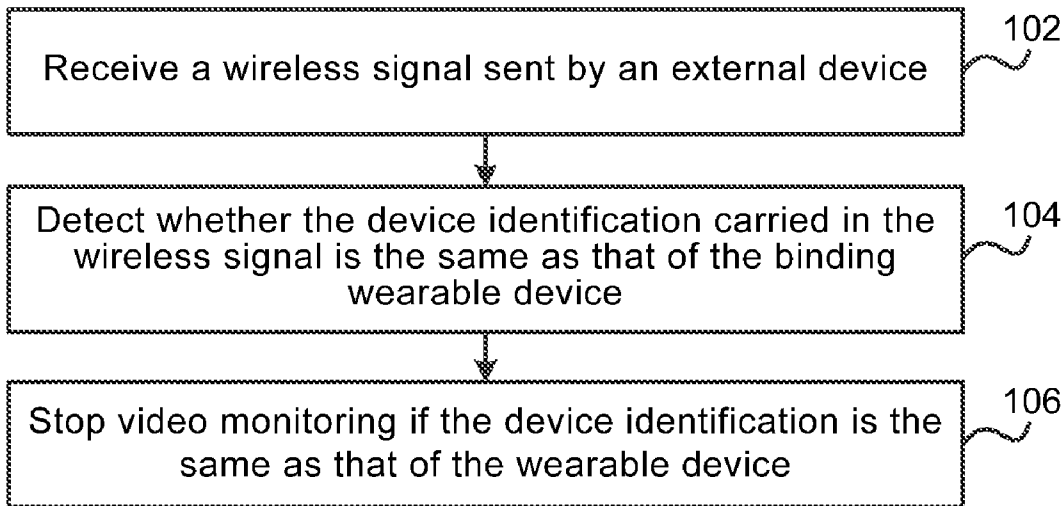 102
Receive a wireless signal sent by an external device
104
Detect whether the device identification carried in the
wireless signal is the same as that of the binding
wearable device
106
Stop video monitoring if the device identification is the
same as that of the wearable device